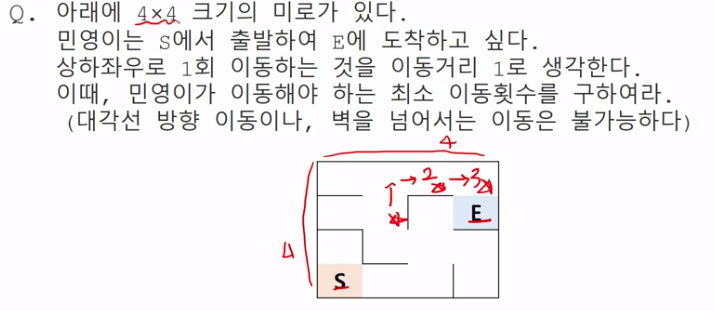 Q. 아래에 4×4 크기의 미로가 있다.
민영이는 S에서 출발하여 E에 도착하고 싶다.
상하좌우로 1회 이동하는 것을 이동거리 1로 생각한다.
이때, 민영이가 이동해야 하는 최소 이동횟수를 구하여라.
(대각선 방향 이동이나, 벽을 넘어서는 이동은 불가능하다)
4
↑ → 2 → 3
E
4
S